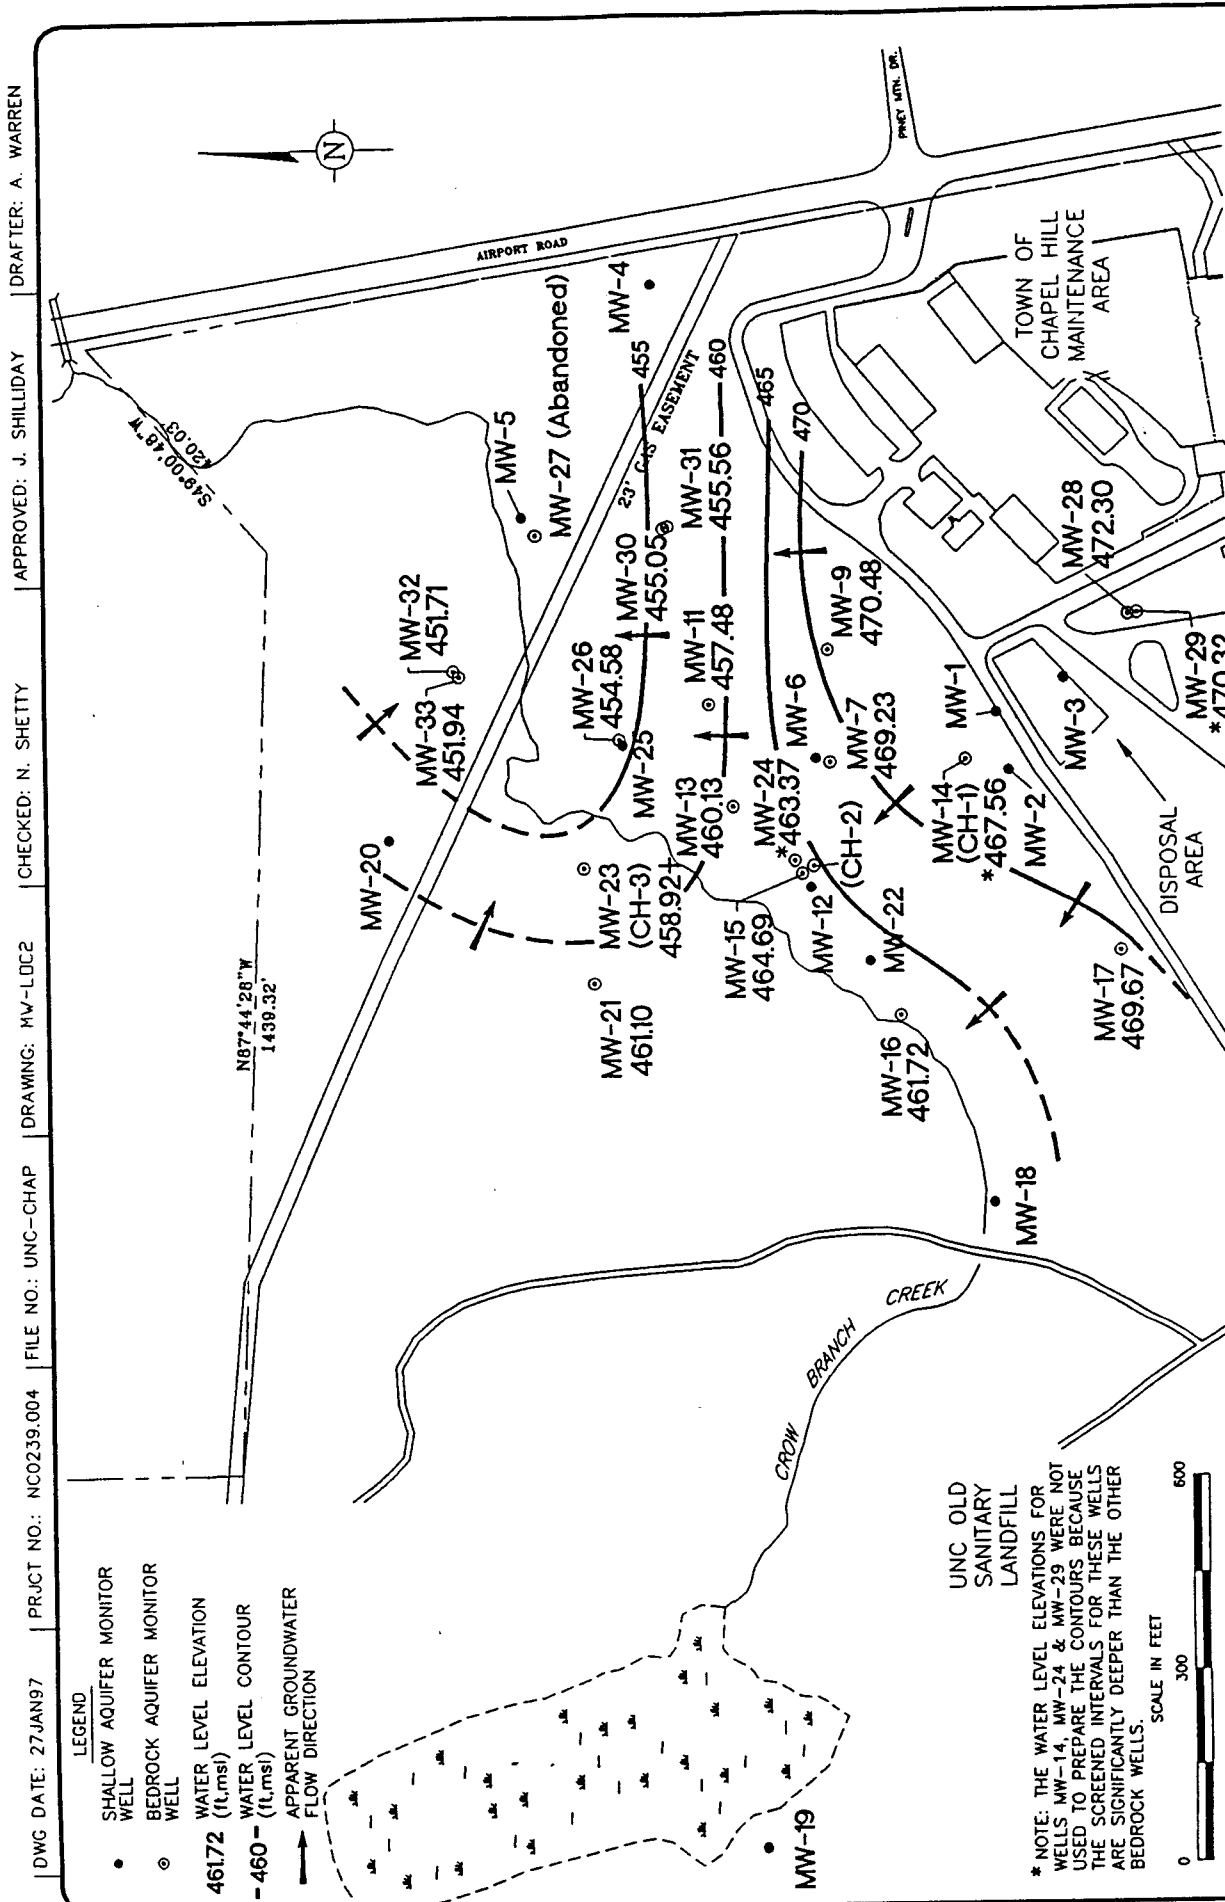 DWG DATE: 27JAN97
PRJCT NO.: NC0239.004
FILE NO.: UNC-CHAP
DRAWING: MW-LOC2
CHECKED: N. SHETTY
APPROVED: J. SHILLIDAY
DRAFTER: A. WARREN
LEGEND
SHALLOW AQUIFER MONITOR
WELL
BEDROCK AQUIFER MONITOR
WELL
461.72
WATER LEVEL ELEVATION
(ft,msl)
-460-
WATER LEVEL CONTOUR
(ft,msl)
APPARENT GROUNDWATER
FLOW DIRECTION
N
S49°00'48"W
420.03'
N87°44'28"W
1439.32'
AIRPORT ROAD
PINEY MTN. DR.
23' GAS EASEMENT
MW-4
MW-5
MW-27 (Abandoned)
MW-32
451.71
MW-33
451.94
MW-20
MW-26
454.58
MW-25
MW-30
455.05
MW-31
455.56
455
460
465
470
MW-11
457.48
MW-13
460.13
MW-23
(CH-3)
458.92+
MW-21
461.10
MW-24
*463.37
MW-6
MW-7
469.23
MW-9
470.48
MW-15
464.69
MW-12
(CH-2)
MW-22
MW-16
461.72
MW-14
(CH-1)
*467.56
MW-1
MW-2
MW-3
MW-28
472.30
MW-29
*470.32
MW-17
469.67
MW-18
MW-19
DISPOSAL
AREA
TOWN OF
CHAPEL HILL
MAINTENANCE
AREA
CROW BRANCH CREEK
UNC OLD
SANITARY
LANDFILL
* NOTE: THE WATER LEVEL ELEVATIONS FOR
WELLS MW-14, MW-24 & MW-29 WERE NOT
USED TO PREPARE THE CONTOURS BECAUSE
THE SCREENED INTERVALS FOR THESE WELLS
ARE SIGNIFICANTLY DEEPER THAN THE OTHER
BEDROCK WELLS.
SCALE IN FEET
0
300
600